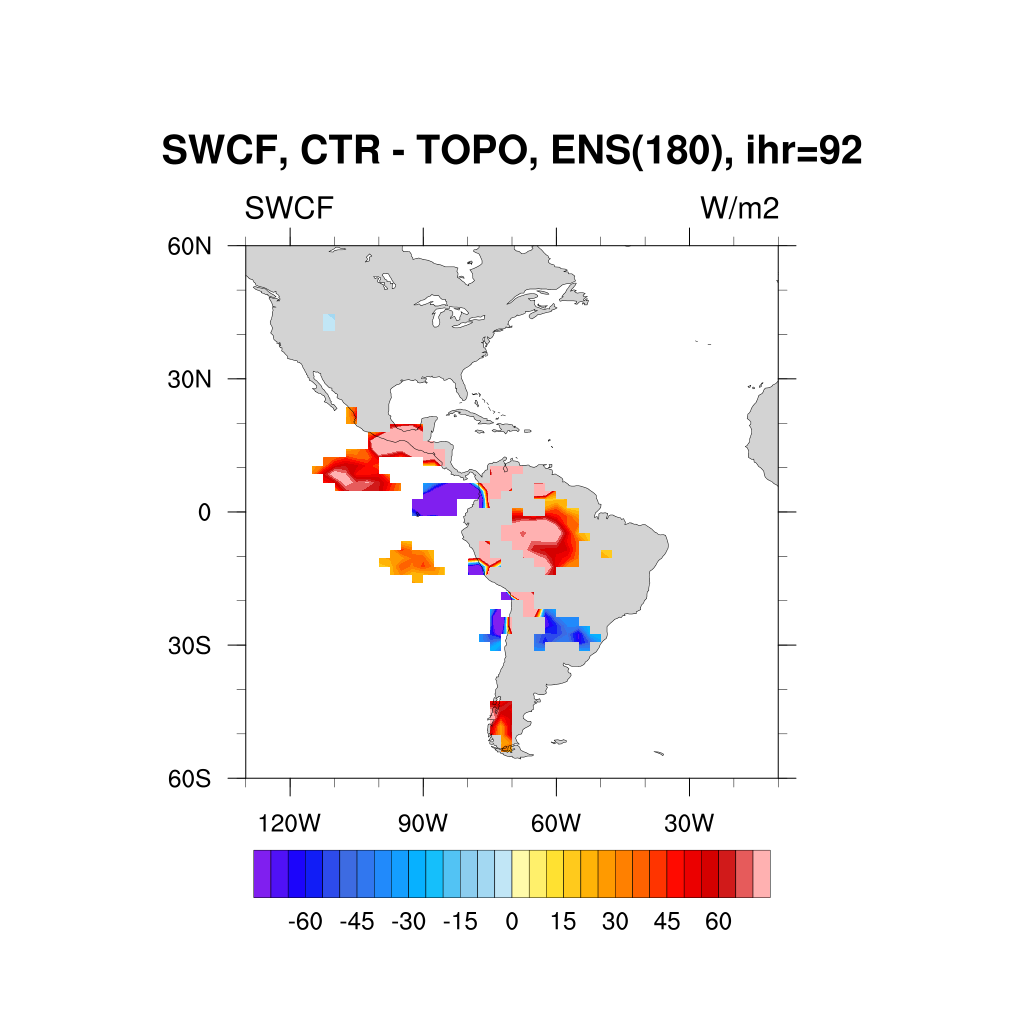 SWCF, CTR - TOPO, ENS(180), ihr=92
SWCF W/m2
60N
30N
0
30S
60S
120W 90W 60W 30W
-60 -45 -30 -15 0 15 30 45 60